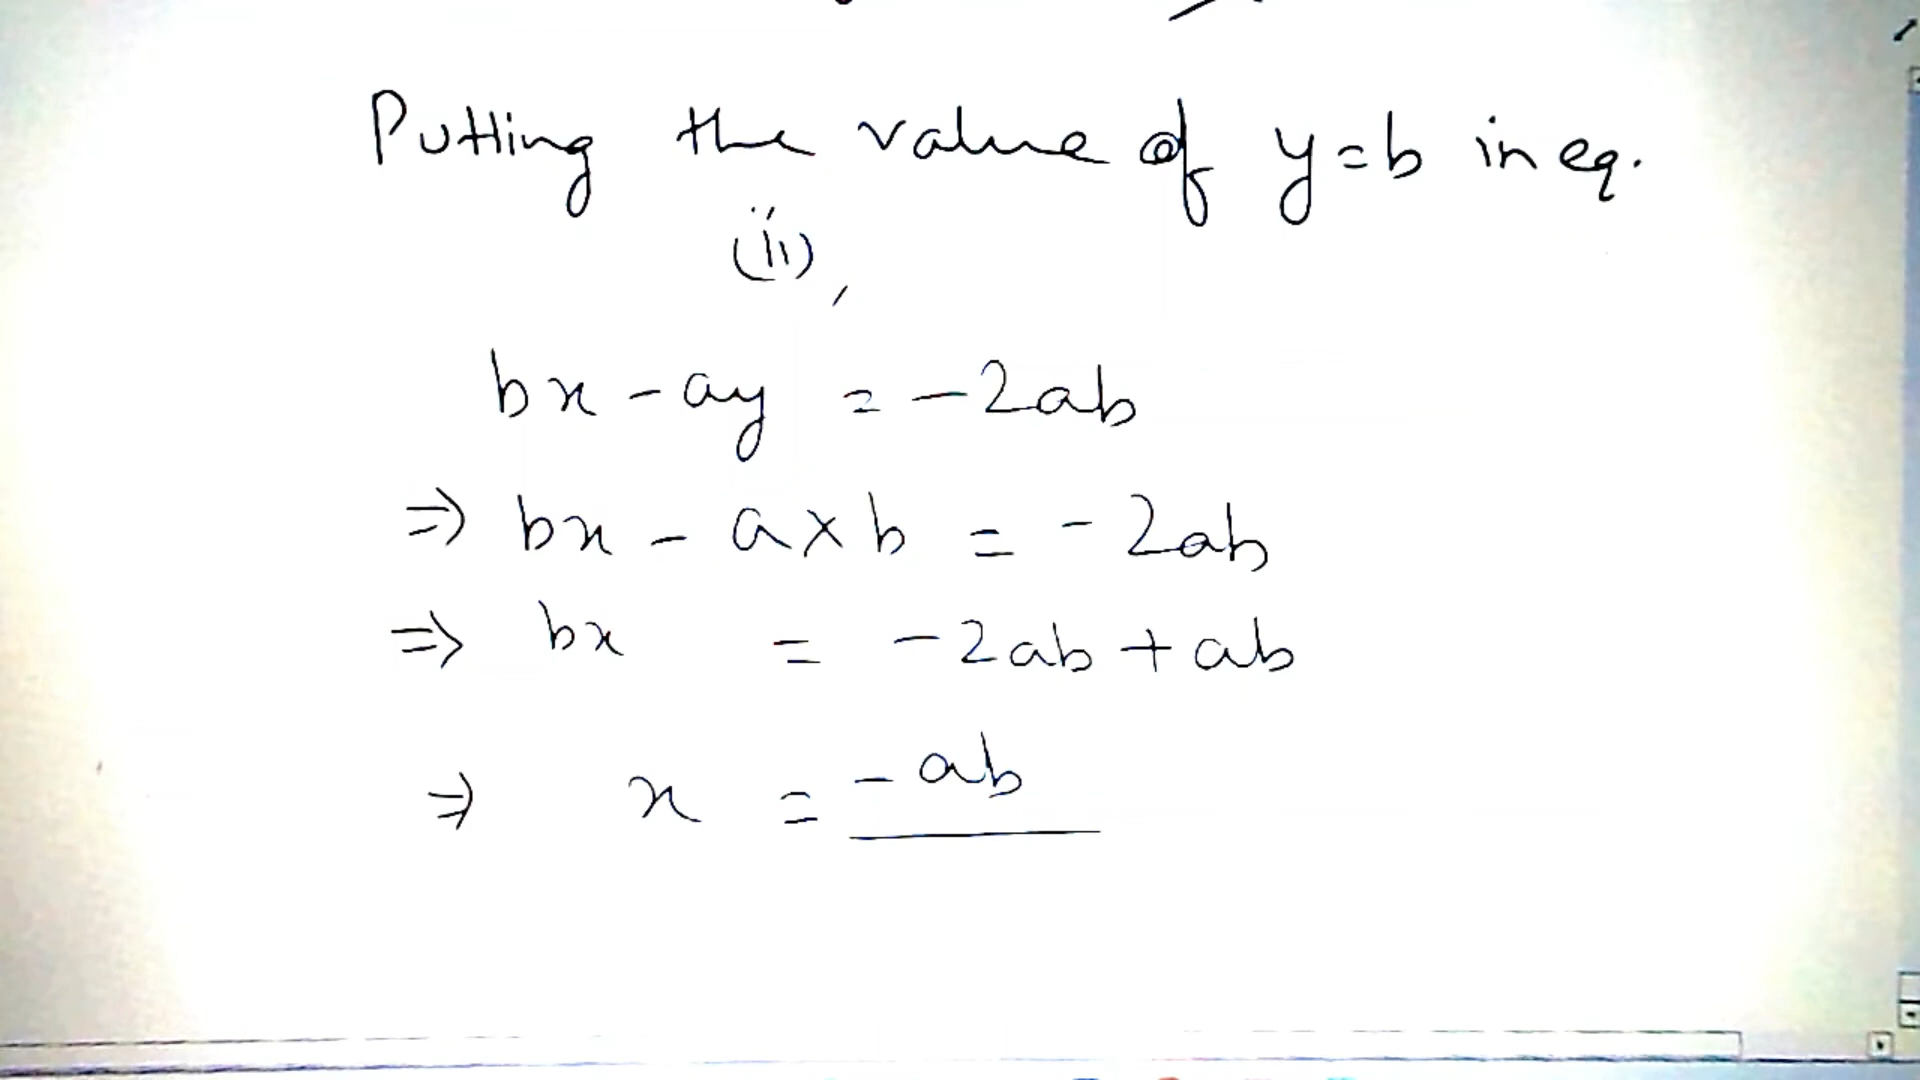 Putting the value of y=b in eq.
(ii),
bx - ay = -2ab
⇒ bx - a×b = -2ab
⇒ bx = -2ab + ab
⇒ x = -ab